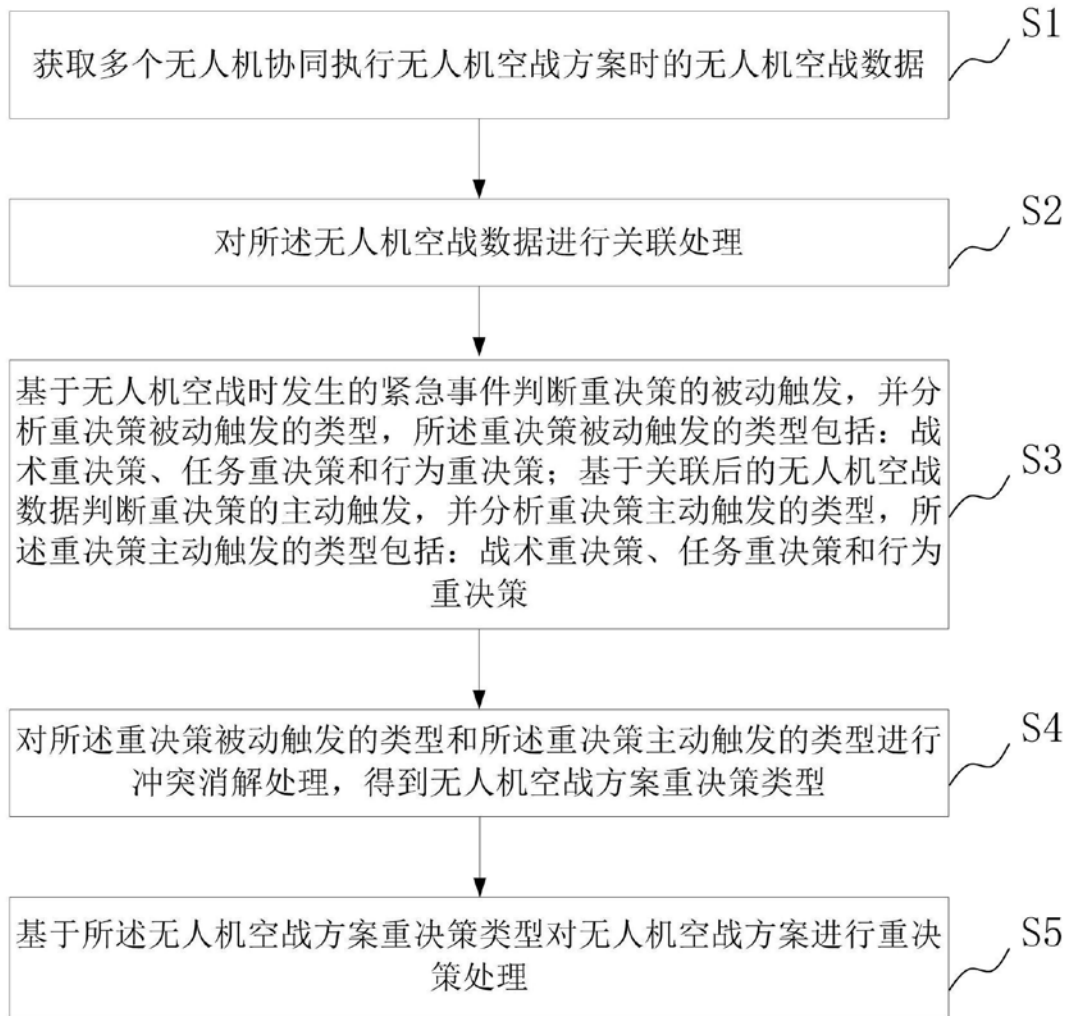 S1
获取多个无人机协同执行无人机空战方案时的无人机空战数据
S2
对所述无人机空战数据进行关联处理
S3
基于无人机空战时发生的紧急事件判断重决策的被动触发，并分
析重决策被动触发的类型，所述重决策被动触发的类型包括：战
术重决策、任务重决策和行为重决策；基于关联后的无人机空战
数据判断重决策的主动触发，并分析重决策主动触发的类型，所
述重决策主动触发的类型包括：战术重决策、任务重决策和行为
重决策
S4
对所述重决策被动触发的类型和所述重决策主动触发的类型进行
冲突消解处理，得到无人机空战方案重决策类型
S5
基于所述无人机空战方案重决策类型对无人机空战方案进行重决
策处理